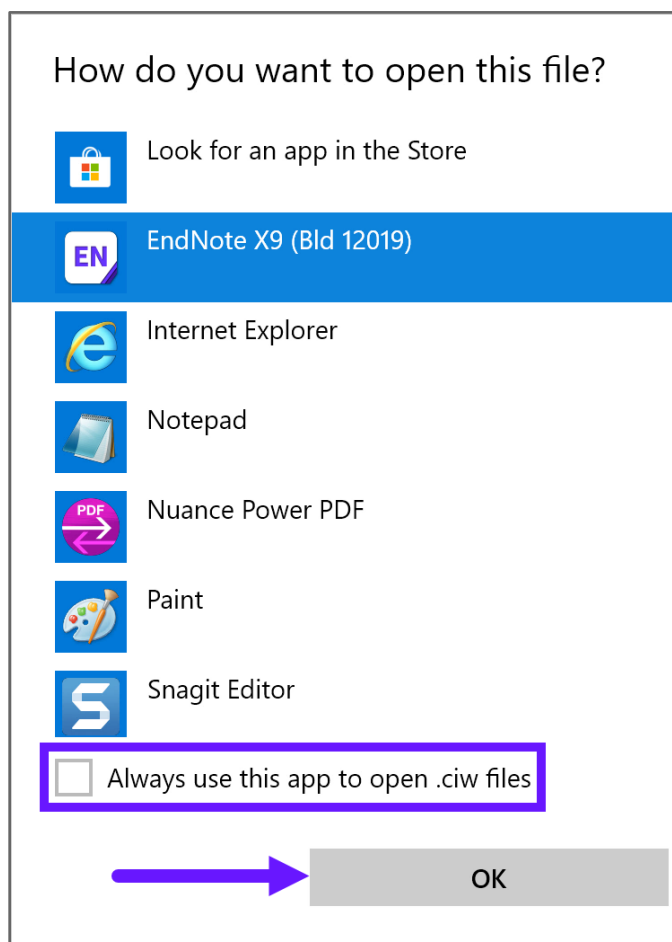 How do you want to open this file?
Look for an app in the Store
EN
EndNote X9 (Bld 12019)
Internet Explorer
Notepad
PDF
Nuance Power PDF
Paint
S
Snagit Editor
Always use this app to open .ciw files
OK